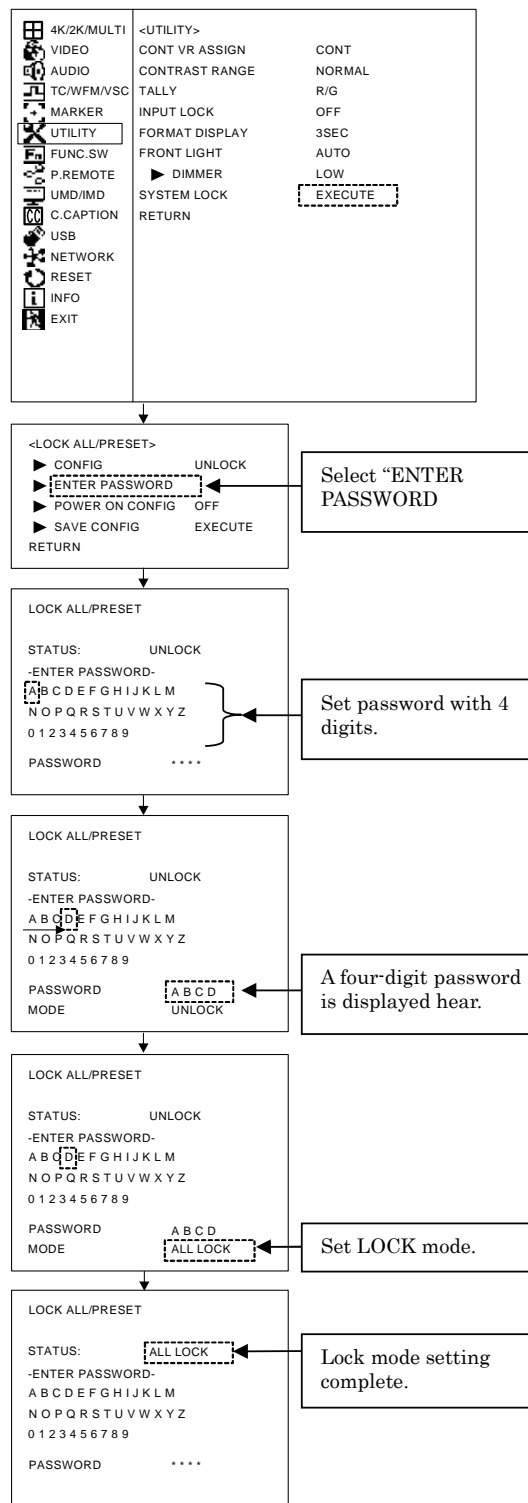 4K/2K/MULTI <UTILITY>
VIDEO CONT VR ASSIGN CONT
AUDIO CONTRAST RANGE NORMAL
TC/WFM/VSC TALLY R/G
MARKER INPUT LOCK OFF
UTILITY FORMAT DISPLAY 3SEC
Fn FUNC.SW FRONT LIGHT AUTO
P.REMOTE ▶ DIMMER LOW
UMD/IMD SYSTEM LOCK EXECUTE
CC C.CAPTION RETURN
USB
NETWORK
RESET
i INFO
EXIT
<LOCK ALL/PRESET>
▶ CONFIG UNLOCK
▶ ENTER PASSWORD
▶ POWER ON CONFIG OFF
▶ SAVE CONFIG EXECUTE
RETURN
Select “ENTER
PASSWORD
LOCK ALL/PRESET
STATUS: UNLOCK
-ENTER PASSWORD-
A B C D E F G H I J K L M
N O P Q R S T U V W X Y Z
0 1 2 3 4 5 6 7 8 9
PASSWORD * * * *
Set password with 4
digits.
LOCK ALL/PRESET
STATUS: UNLOCK
-ENTER PASSWORD-
A B C D E F G H I J K L M
N O P Q R S T U V W X Y Z
0 1 2 3 4 5 6 7 8 9
PASSWORD A B C D
MODE UNLOCK
A four-digit password
is displayed hear.
LOCK ALL/PRESET
STATUS: UNLOCK
-ENTER PASSWORD-
A B C D E F G H I J K L M
N O P Q R S T U V W X Y Z
0 1 2 3 4 5 6 7 8 9
PASSWORD A B C D
MODE ALL LOCK
Set LOCK mode.
LOCK ALL/PRESET
STATUS: ALL LOCK
-ENTER PASSWORD-
A B C D E F G H I J K L M
N O P Q R S T U V W X Y Z
0 1 2 3 4 5 6 7 8 9
PASSWORD * * * *
Lock mode setting
complete.